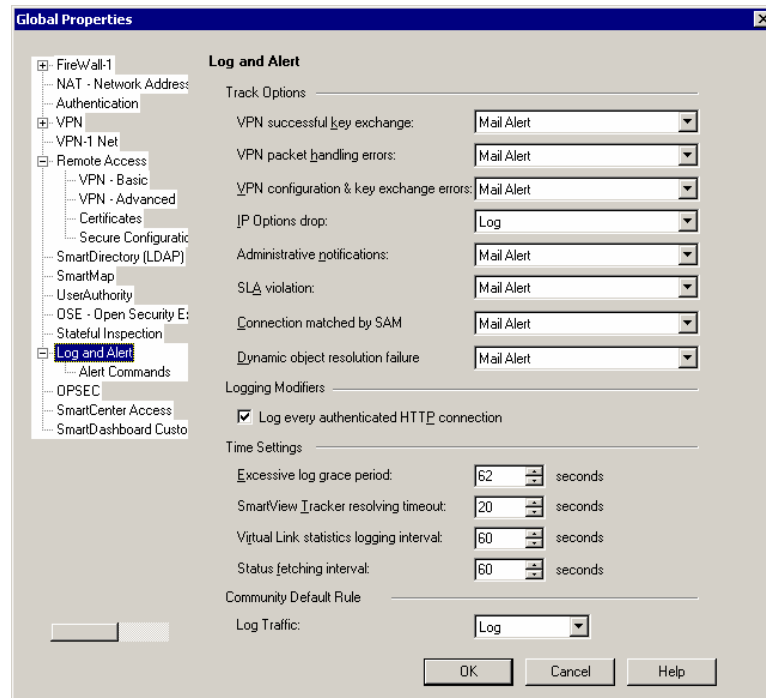 Global Properties
FireWall-1
NAT - Network Address
Authentication
VPN
VPN-1 Net
Remote Access
VPN - Basic
VPN - Advanced
Certificates
Secure Configuratic
SmartDirectory (LDAP)
SmartMap
UserAuthority
OSE - Open Security E
Stateful Inspection
Log and Alert
Alert Commands
OPSEC
SmartCenter Access
SmartDashboard Custo
Log and Alert
Track Options
VPN successful key exchange: Mail Alert
VPN packet handling errors: Mail Alert
VPN configuration & key exchange errors: Mail Alert
IP Options drop: Log
Administrative notifications: Mail Alert
SLA violation: Mail Alert
Connection matched by SAM Mail Alert
Dynamic object resolution failure Mail Alert
Logging Modifiers
Log every authenticated HTTP connection
Time Settings
Excessive log grace period: 62 seconds
SmartView Tracker resolving timeout: 20 seconds
Virtual Link statistics logging interval: 60 seconds
Status fetching interval: 60 seconds
Community Default Rule
Log Traffic: Log
OK Cancel Help